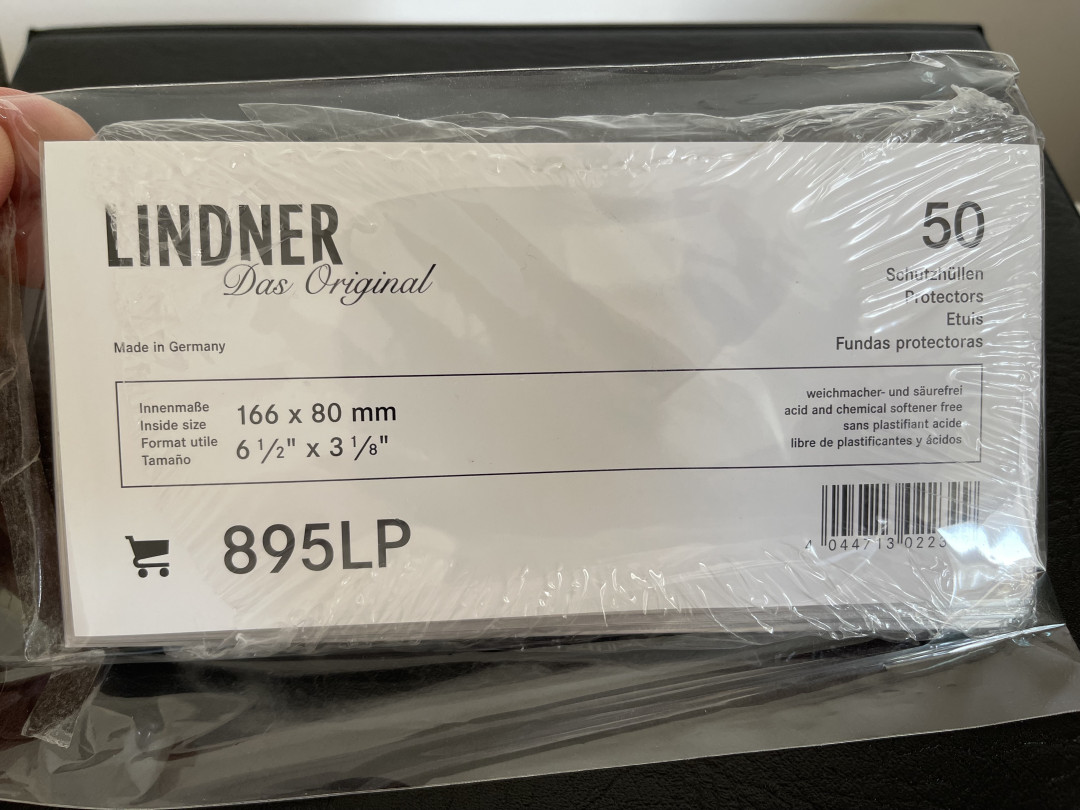 LINDNER
Das Original
50
Schutzhüllen
Protectors
Etuis
Fundas protectoras
Made in Germany
Innenmaße
Inside size
Format utile
Tamaño
166 x 80 mm
6 1/2" x 3 1/8"
weichmacher- und säurefrei
acid and chemical softener free
sans plastifiant acide
libre de plastificantes y ácidos
895LP
4 044713